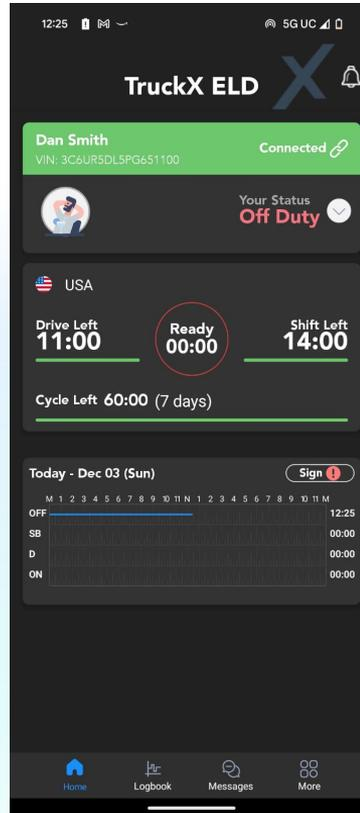 12:25 5G UC
TruckX ELD
X
Dan Smith
VIN: 3C6UR5DL5PG651100
Connected
Your Status
Off Duty
USA
Drive Left
11:00
Ready
00:00
Shift Left
14:00
Cycle Left 60:00 (7 days)
Today - Dec 03 (Sun)
Sign !
M 1 2 3 4 5 6 7 8 9 10 11 N 1 2 3 4 5 6 7 8 9 10 11 M
OFF 12:25
SB 00:00
D 00:00
ON 00:00
Home Logbook Messages More